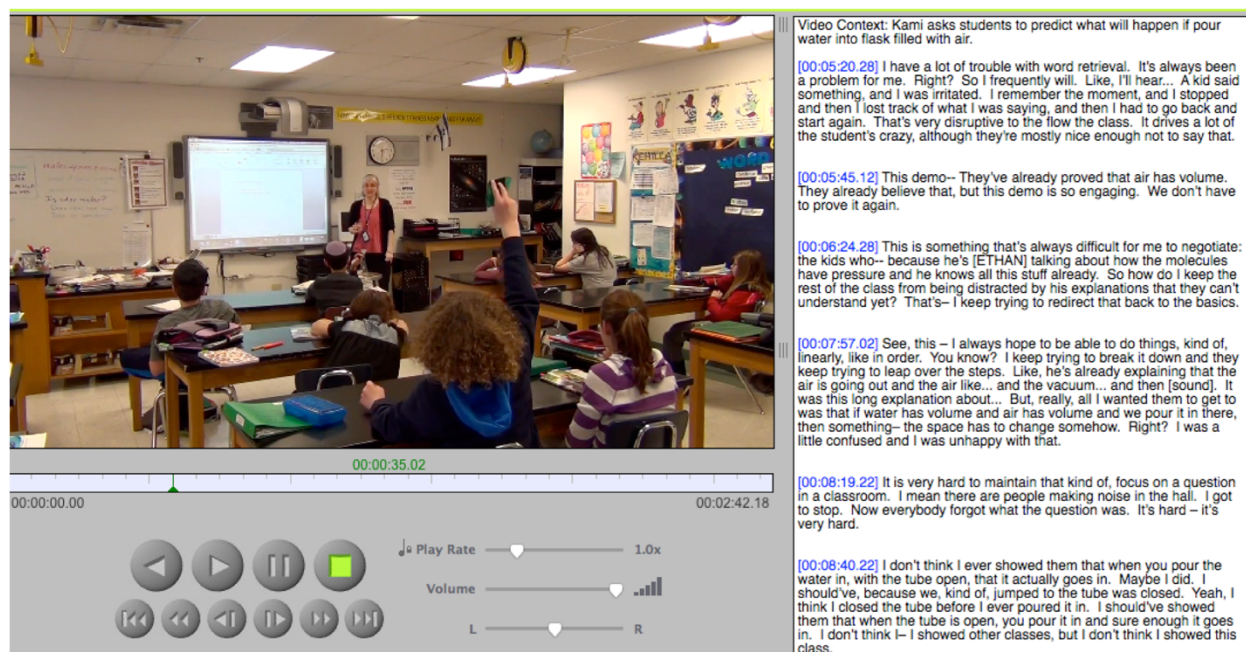 Video Context: Kami asks students to predict what will happen if pour
water into flask filled with air.
[00:05:20.28] I have a lot of trouble with word retrieval.  It's always been
a problem for me.  Right?  So I frequently will.  Like, I'll hear... A kid said
something, and I was irritated.  I remember the moment, and I stopped
and then I lost track of what I was saying, and then I had to go back and
start again.  That's very disruptive to the flow the class.  It drives a lot of
the student's crazy, although they're mostly nice enough not to say that.
[00:05:45.12] This demo-- They've already proved that air has volume.
They already believe that, but this demo is so engaging.  We don't have
to prove it again.
[00:06:24.28] This is something that's always difficult for me to negotiate:
the kids who-- because he's [ETHAN] talking about how the molecules
have pressure and he knows all this stuff already.  So how do I keep the
rest of the class from being distracted by his explanations that they can't
understand yet?  That's– I keep trying to redirect that back to the basics.
[00:07:57.02] See, this – I always hope to be able to do things, kind of,
linearly, like in order.  You know?  I keep trying to break it down and they
keep trying to leap over the steps.  Like, he's already explaining that the
air is going out and the air like... and the vacuum... and then [sound].  It
was this long explanation about... But, really, all I wanted them to get to
was that if water has volume and air has volume and we pour it in there,
then something– the space has to change somehow.  Right?  I was a
little confused and I was unhappy with that.
[00:08:19.22] It is very hard to maintain that kind of, focus on a question
in a classroom.  I mean there are people making noise in the hall.  I got
to stop.  Now everybody forgot what the question was.  It's hard – it's
very hard.
[00:08:40.22] I don't think I ever showed them that when you pour the
water in, with the tube open, that it actually goes in.  Maybe I did.  I
should've, because we, kind of, jumped to the tube was closed.  Yeah, I
think I closed the tube before I ever poured it in.  I should've showed
them that when the tube is open, you pour it in and sure enough it goes
in.  I don't think I– I showed other classes, but I don't think I showed this
class.
KEHILLA
WORD
00:00:35.02
00:00:00.00
00:02:42.18
Play Rate
1.0x
Volume
L
R